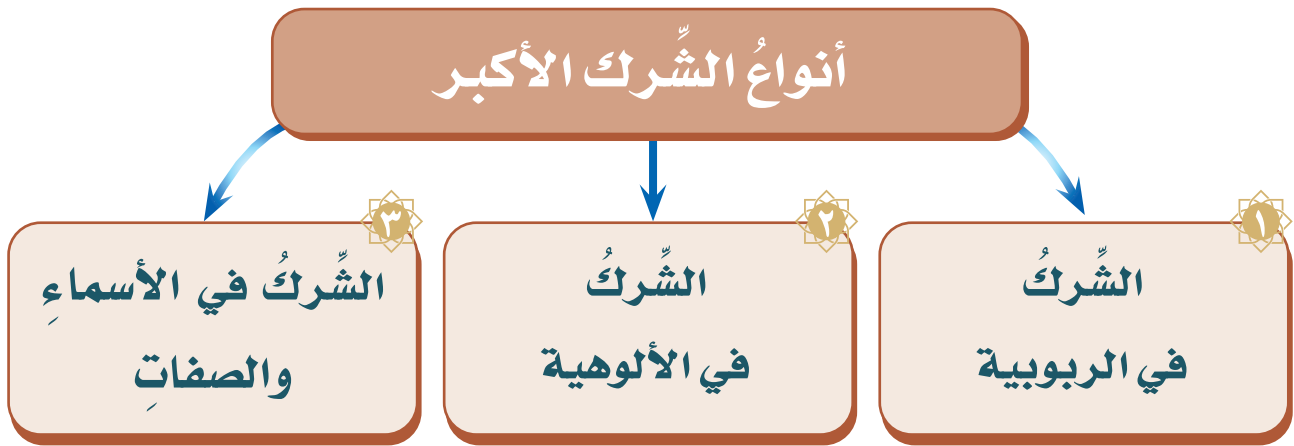 أنواعُ الشِّرك الأكبر
١
الشِّركُ
في الربوبية
٢
الشِّركُ
في الألوهية
٣
الشِّركُ في الأسماءِ
والصفاتِ